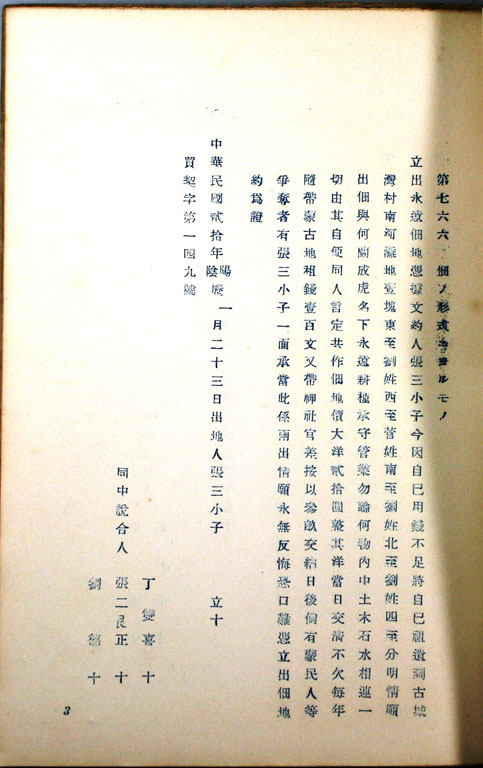 第七六六 佃ノ形式ニヨルモノ
立出永遠佃地憑據文約人張三小子今因自己用錢不足將自己祖遺到古城
灣村南河灘地壹塊東至劉姓西至菅姓南至劉姓北至劉姓四至分明情願
出佃與何關成虎名下永遠耕種承守管業勿論何物內中土木石水相連一
切由其自便同人言定共作佃地價大洋貳拾圓整其洋當日交清不欠每年
隨帶蒙古地租錢壹百文又帶神社官差按以參畝交納日後倘有蒙民人等
爭奪者有張三小子一面承當此係兩出情願永無反悔恐口難憑立出佃地
約為證
中華民國貳拾年陽陰曆一月二十三日出地人張三小子 立十
買契字第一四九號
丁雙喜十
同中說合人 張二良正十
劉德十
3